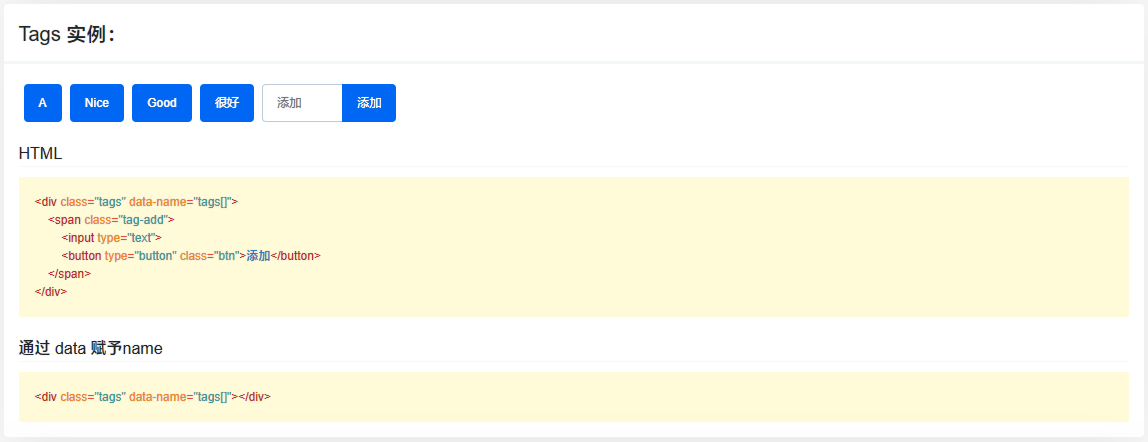 Tags 实例：
A Nice Good 很好 添加 添加
HTML
<div class="tags" data-name="tags[]">
<span class="tag-add">
<input type="text">
<button type="button" class="btn">添加</button>
</span>
</div>
通过 data 赋予name
<div class="tags" data-name="tags[]"></div>